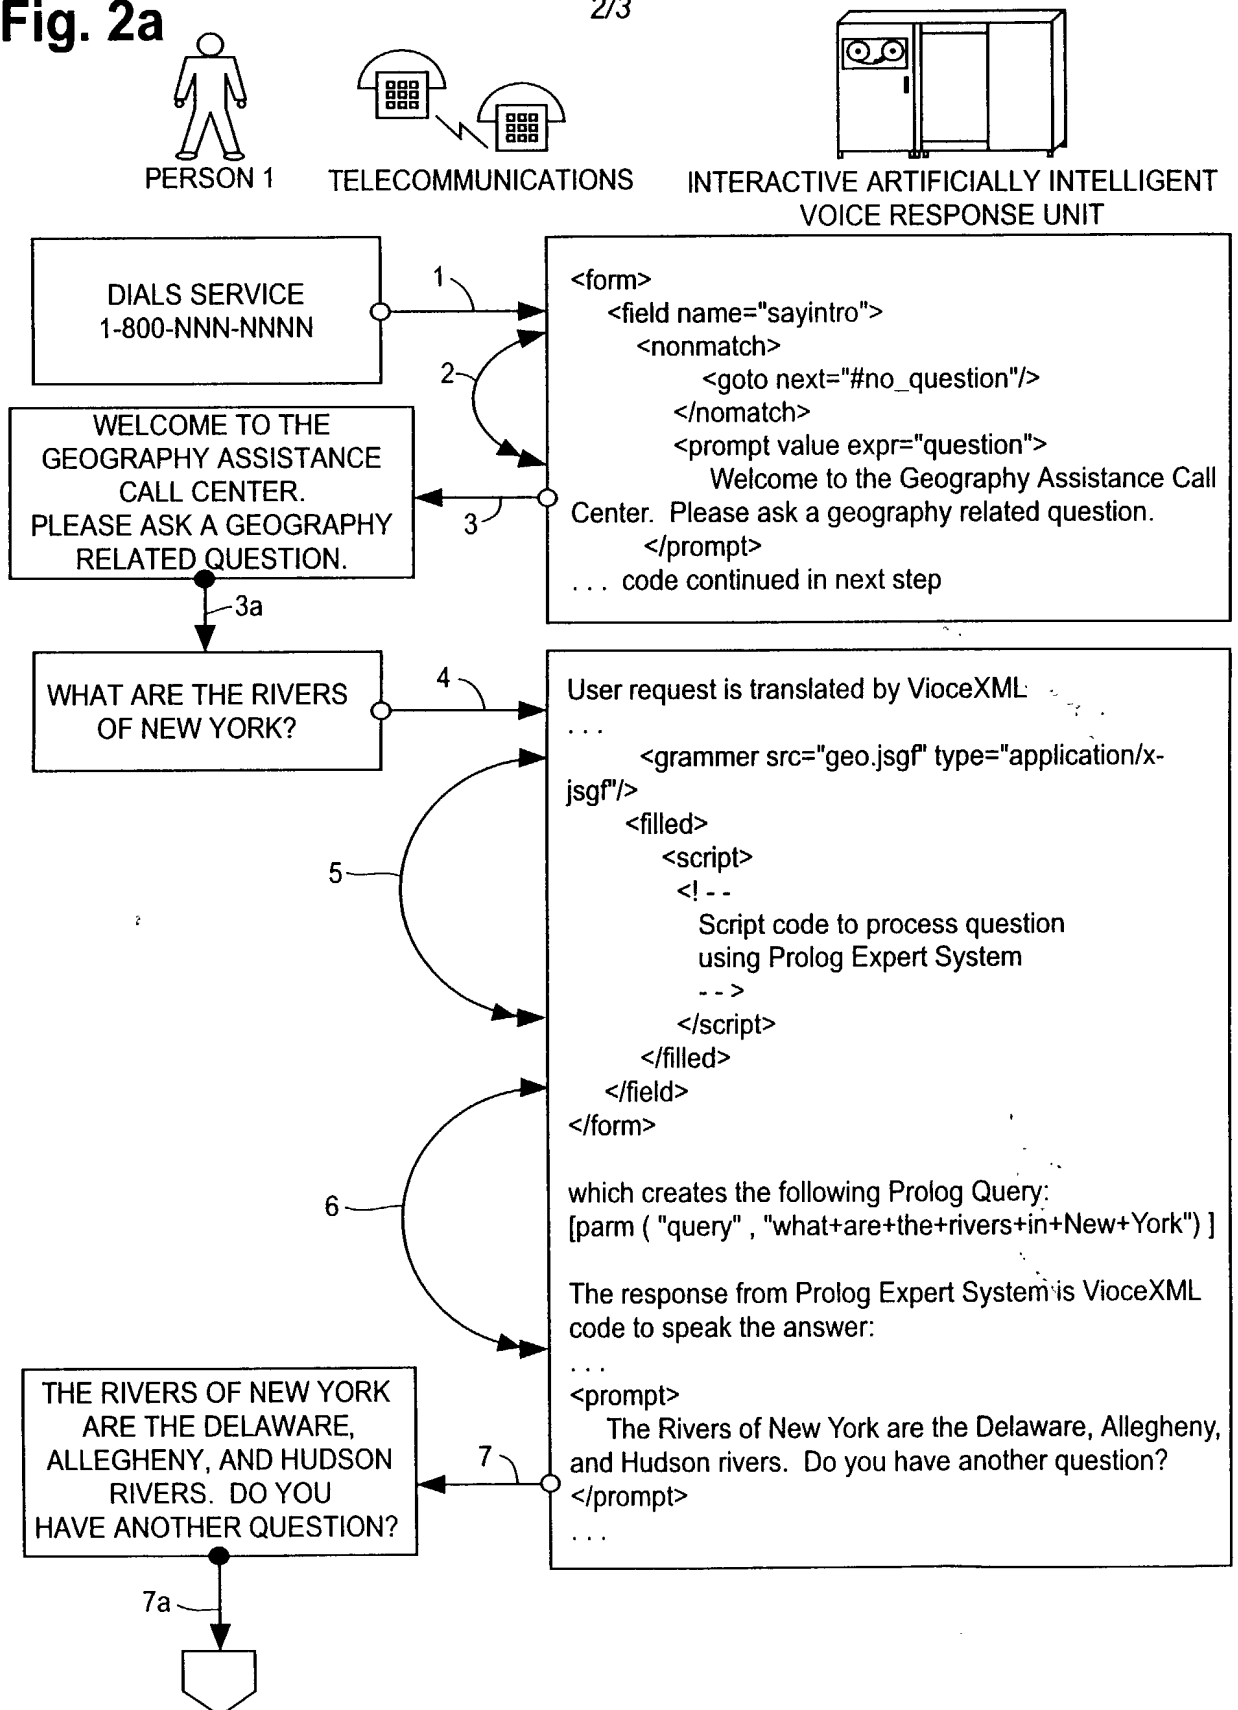 Fig. 2a
2/3
PERSON 1
TELECOMMUNICATIONS
INTERACTIVE ARTIFICIALLY INTELLIGENT
VOICE RESPONSE UNIT
DIALS SERVICE
1-800-NNN-NNNN
1
2
<form>
<field name="sayintro">
<nonmatch>
<goto next="#no_question"/>
</nomatch>
<prompt value expr="question">
Welcome to the Geography Assistance Call
Center. Please ask a geography related question.
</prompt>
. . . code continued in next step
WELCOME TO THE
GEOGRAPHY ASSISTANCE
CALL CENTER.
PLEASE ASK A GEOGRAPHY
RELATED QUESTION.
3
3a
WHAT ARE THE RIVERS
OF NEW YORK?
4
User request is translated by VioceXML
. . .
<grammer src="geo.jsgf" type="application/x-
jsgf"/>
<filled>
<script>
<! - -
Script code to process question
using Prolog Expert System
- - >
</script>
</filled>
</field>
</form>
5
6
which creates the following Prolog Query:
[parm ( "query" , "what+are+the+rivers+in+New+York") ]
The response from Prolog Expert System is VioceXML
code to speak the answer:
. . .
<prompt>
The Rivers of New York are the Delaware, Allegheny,
and Hudson rivers. Do you have another question?
</prompt>
. . .
THE RIVERS OF NEW YORK
ARE THE DELAWARE,
ALLEGHENY, AND HUDSON
RIVERS. DO YOU
HAVE ANOTHER QUESTION?
7
7a